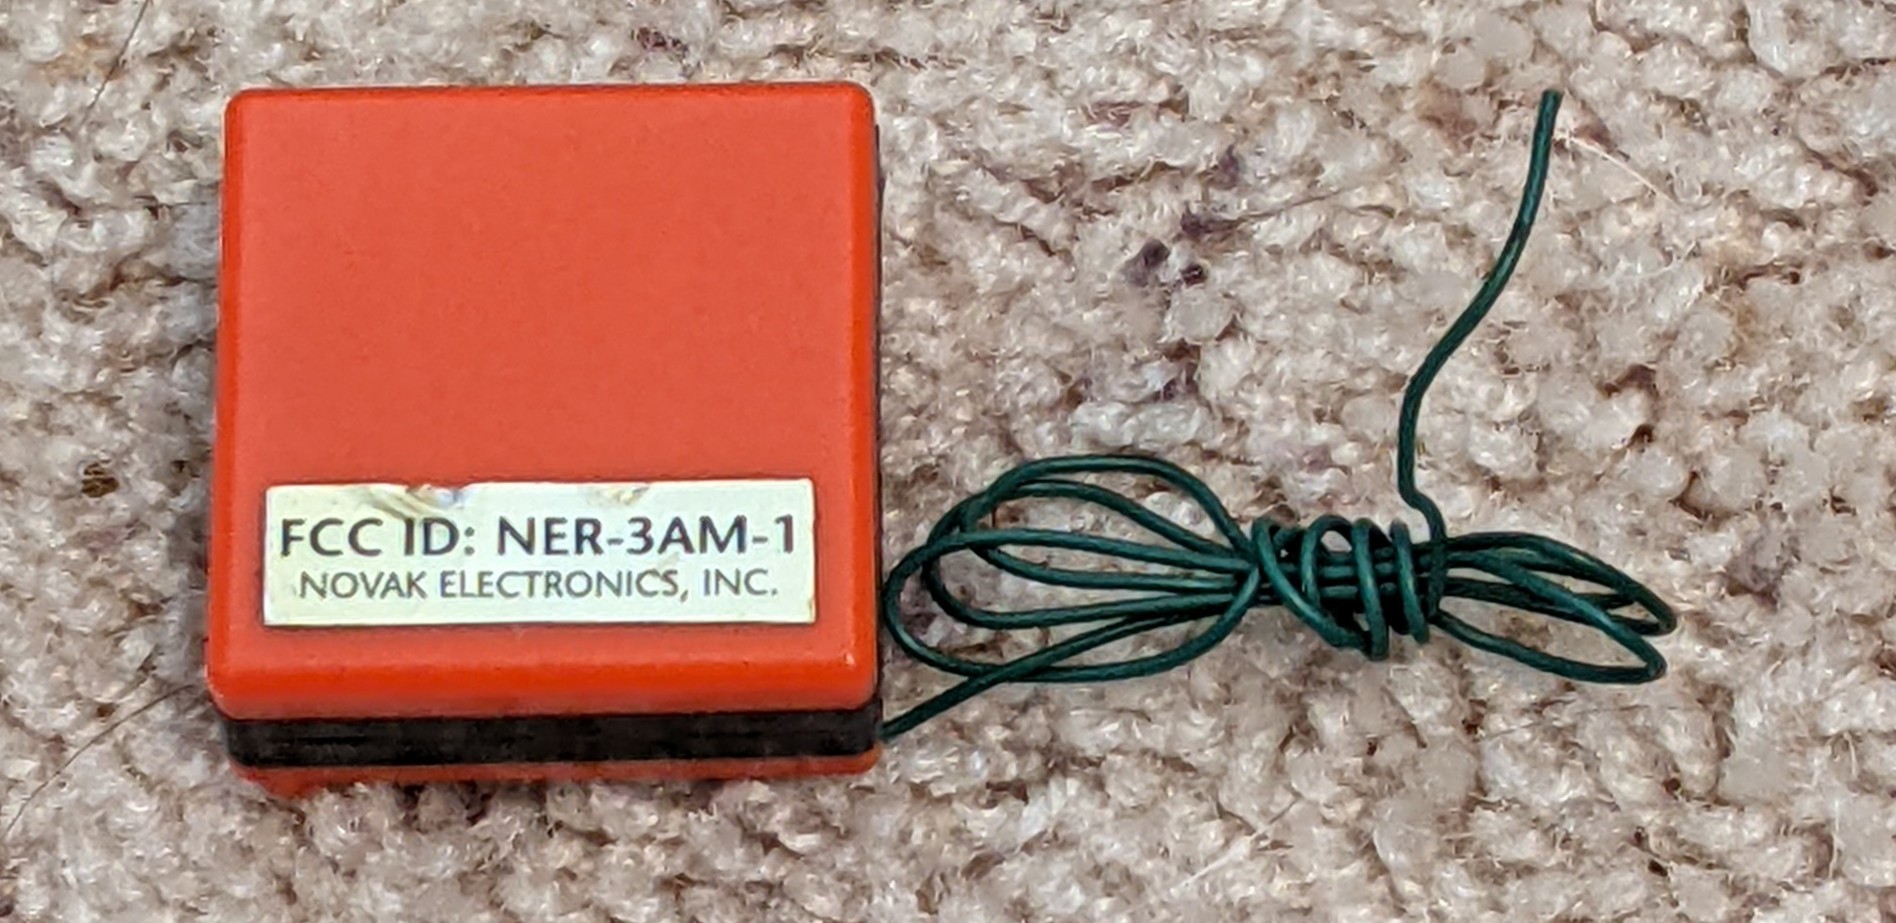 FCC ID: NER-3AM-1
NOVAK ELECTRONICS, INC.